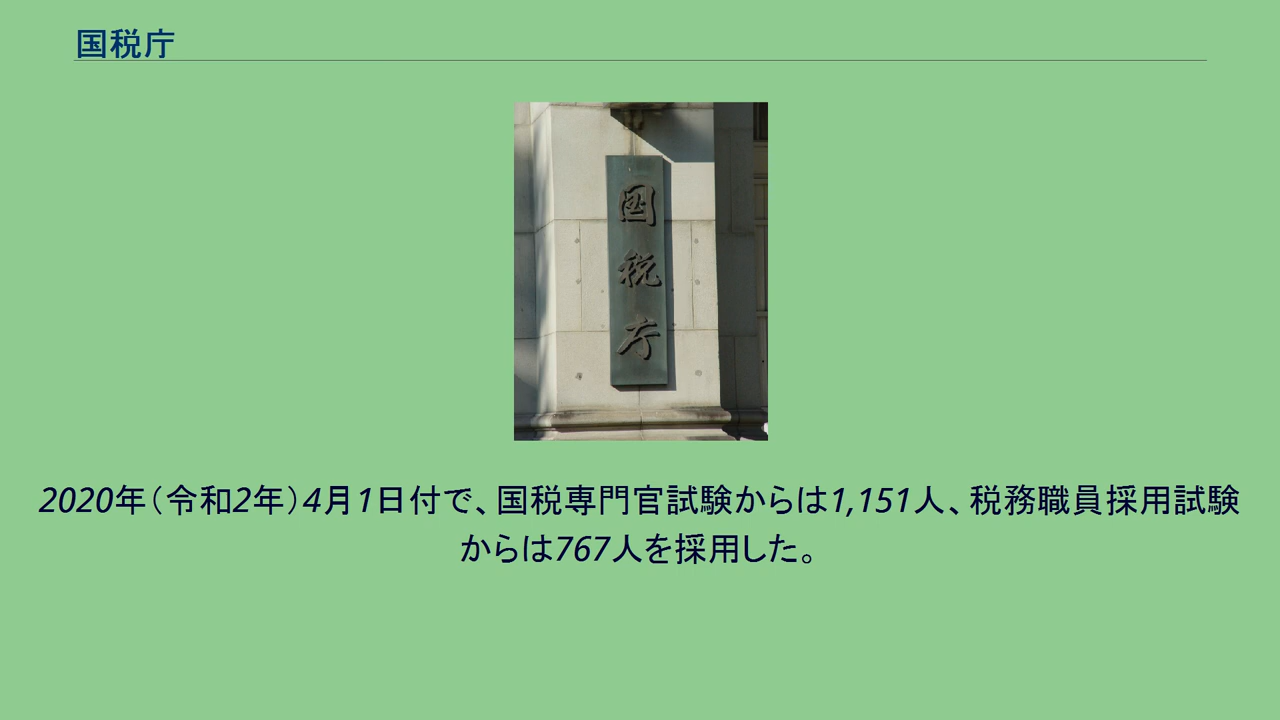 国税庁
国
税
庁
2020年（令和2年）4月1日付で、国税専門官試験からは1,151人、税務職員採用試験
からは767人を採用した。